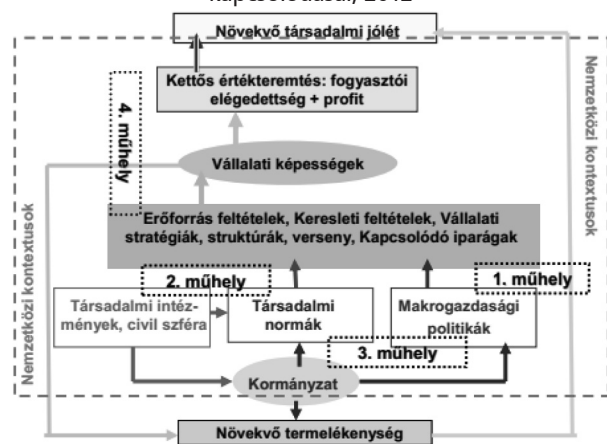 kapcsolódásai, 2012
Növekvő társadalmi jólét
Kettős értékteremtés: fogyasztói
elégedettség + profit
4. műhely
Vállalati képességek
Nemzetközi kontextusok
Nemzetközi kontextusok
Erőforrás feltételek, Keresleti feltételek, Vállalati
stratégiák, struktúrák, verseny, Kapcsolódó iparágak
2. műhely
1. műhely
Társadalmi intéz-
mények, civil szféra
Társadalmi
normák
Makrogazdasági
politikák
3. műhely
Kormányzat
Növekvő termelékenység